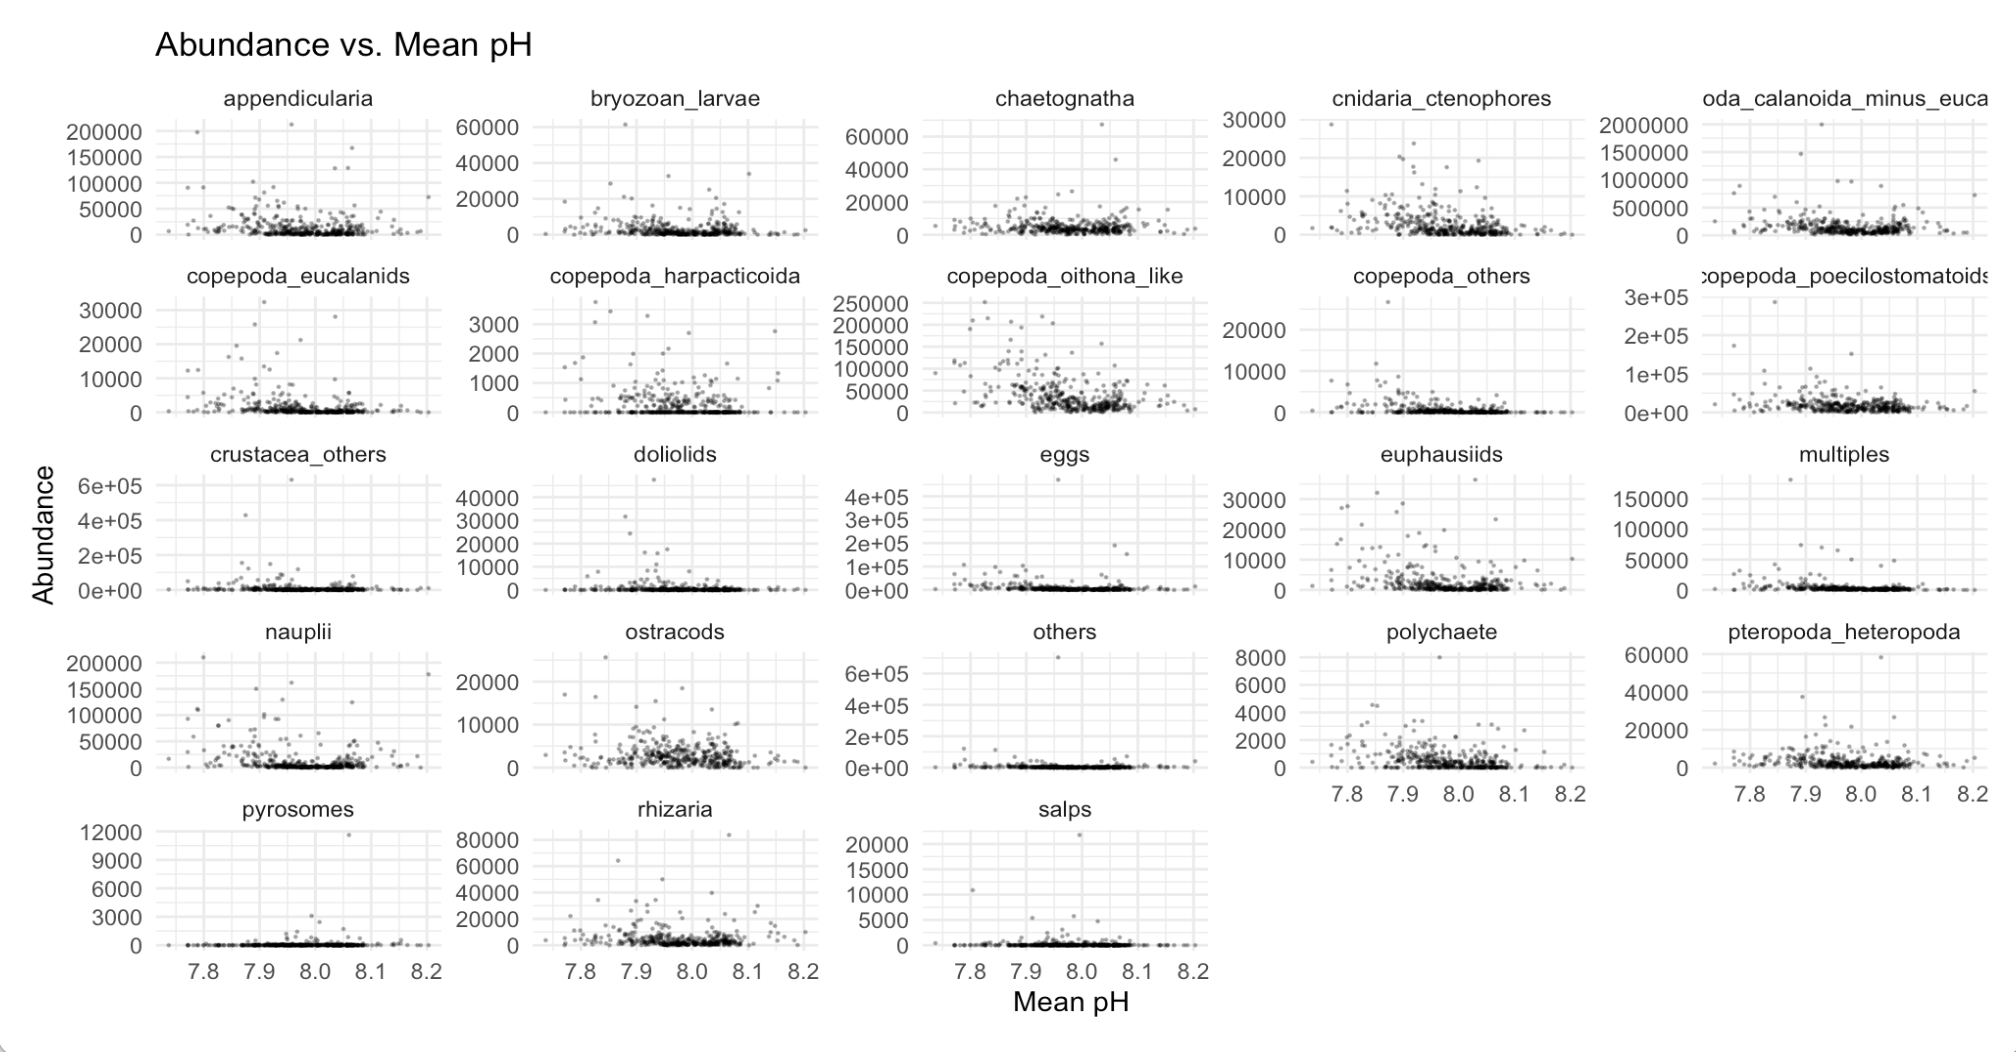 Abundance vs. Mean pH
appendicularia
bryozoan_larvae
chaetognatha
cnidaria_ctenophores
oda_calanoida_minus_euca
200000
150000
100000
50000
0
60000
40000
20000
0
60000
40000
20000
0
30000
20000
10000
0
2000000
1500000
1000000
500000
0
copepoda_eucalanids
copepoda_harpacticoida
copepoda_oithona_like
copepoda_others
copepoda_poecilostomatoids
30000
20000
10000
0
3000
2000
1000
0
250000
200000
150000
100000
50000
0
20000
10000
0
3e+05
2e+05
1e+05
0e+00
crustacea_others
doliolids
eggs
euphausiids
multiples
6e+05
4e+05
2e+05
0e+00
40000
30000
20000
10000
0
4e+05
3e+05
2e+05
1e+05
0e+00
30000
20000
10000
0
150000
100000
50000
0
Abundance
nauplii
ostracods
others
polychaete
pteropoda_heteropoda
200000
150000
100000
50000
0
20000
10000
0
6e+05
4e+05
2e+05
0e+00
8000
6000
4000
2000
0
60000
40000
20000
0
7.8 7.9 8.0 8.1 8.2
7.8 7.9 8.0 8.1 8.2
pyrosomes
rhizaria
salps
12000
9000
6000
3000
0
80000
60000
40000
20000
0
20000
15000
10000
5000
0
7.8 7.9 8.0 8.1 8.2
7.8 7.9 8.0 8.1 8.2
7.8 7.9 8.0 8.1 8.2
Mean pH